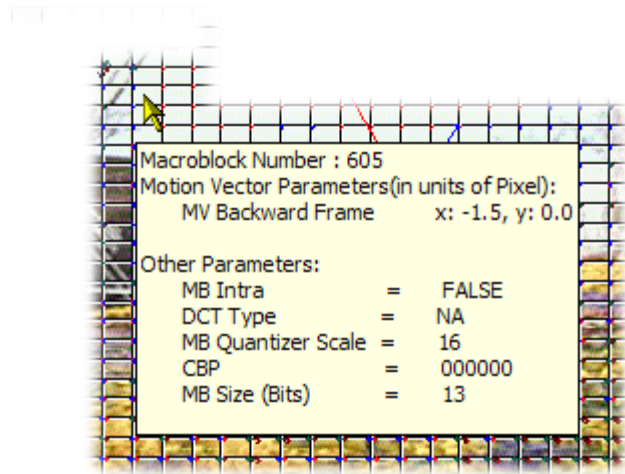 Macroblock Number : 605
Motion Vector Parameters(in units of Pixel):
MV Backward Frame x: -1.5, y: 0.0
Other Parameters:
MB Intra = FALSE
DCT Type = NA
MB Quantizer Scale = 16
CBP = 000000
MB Size (Bits) = 13